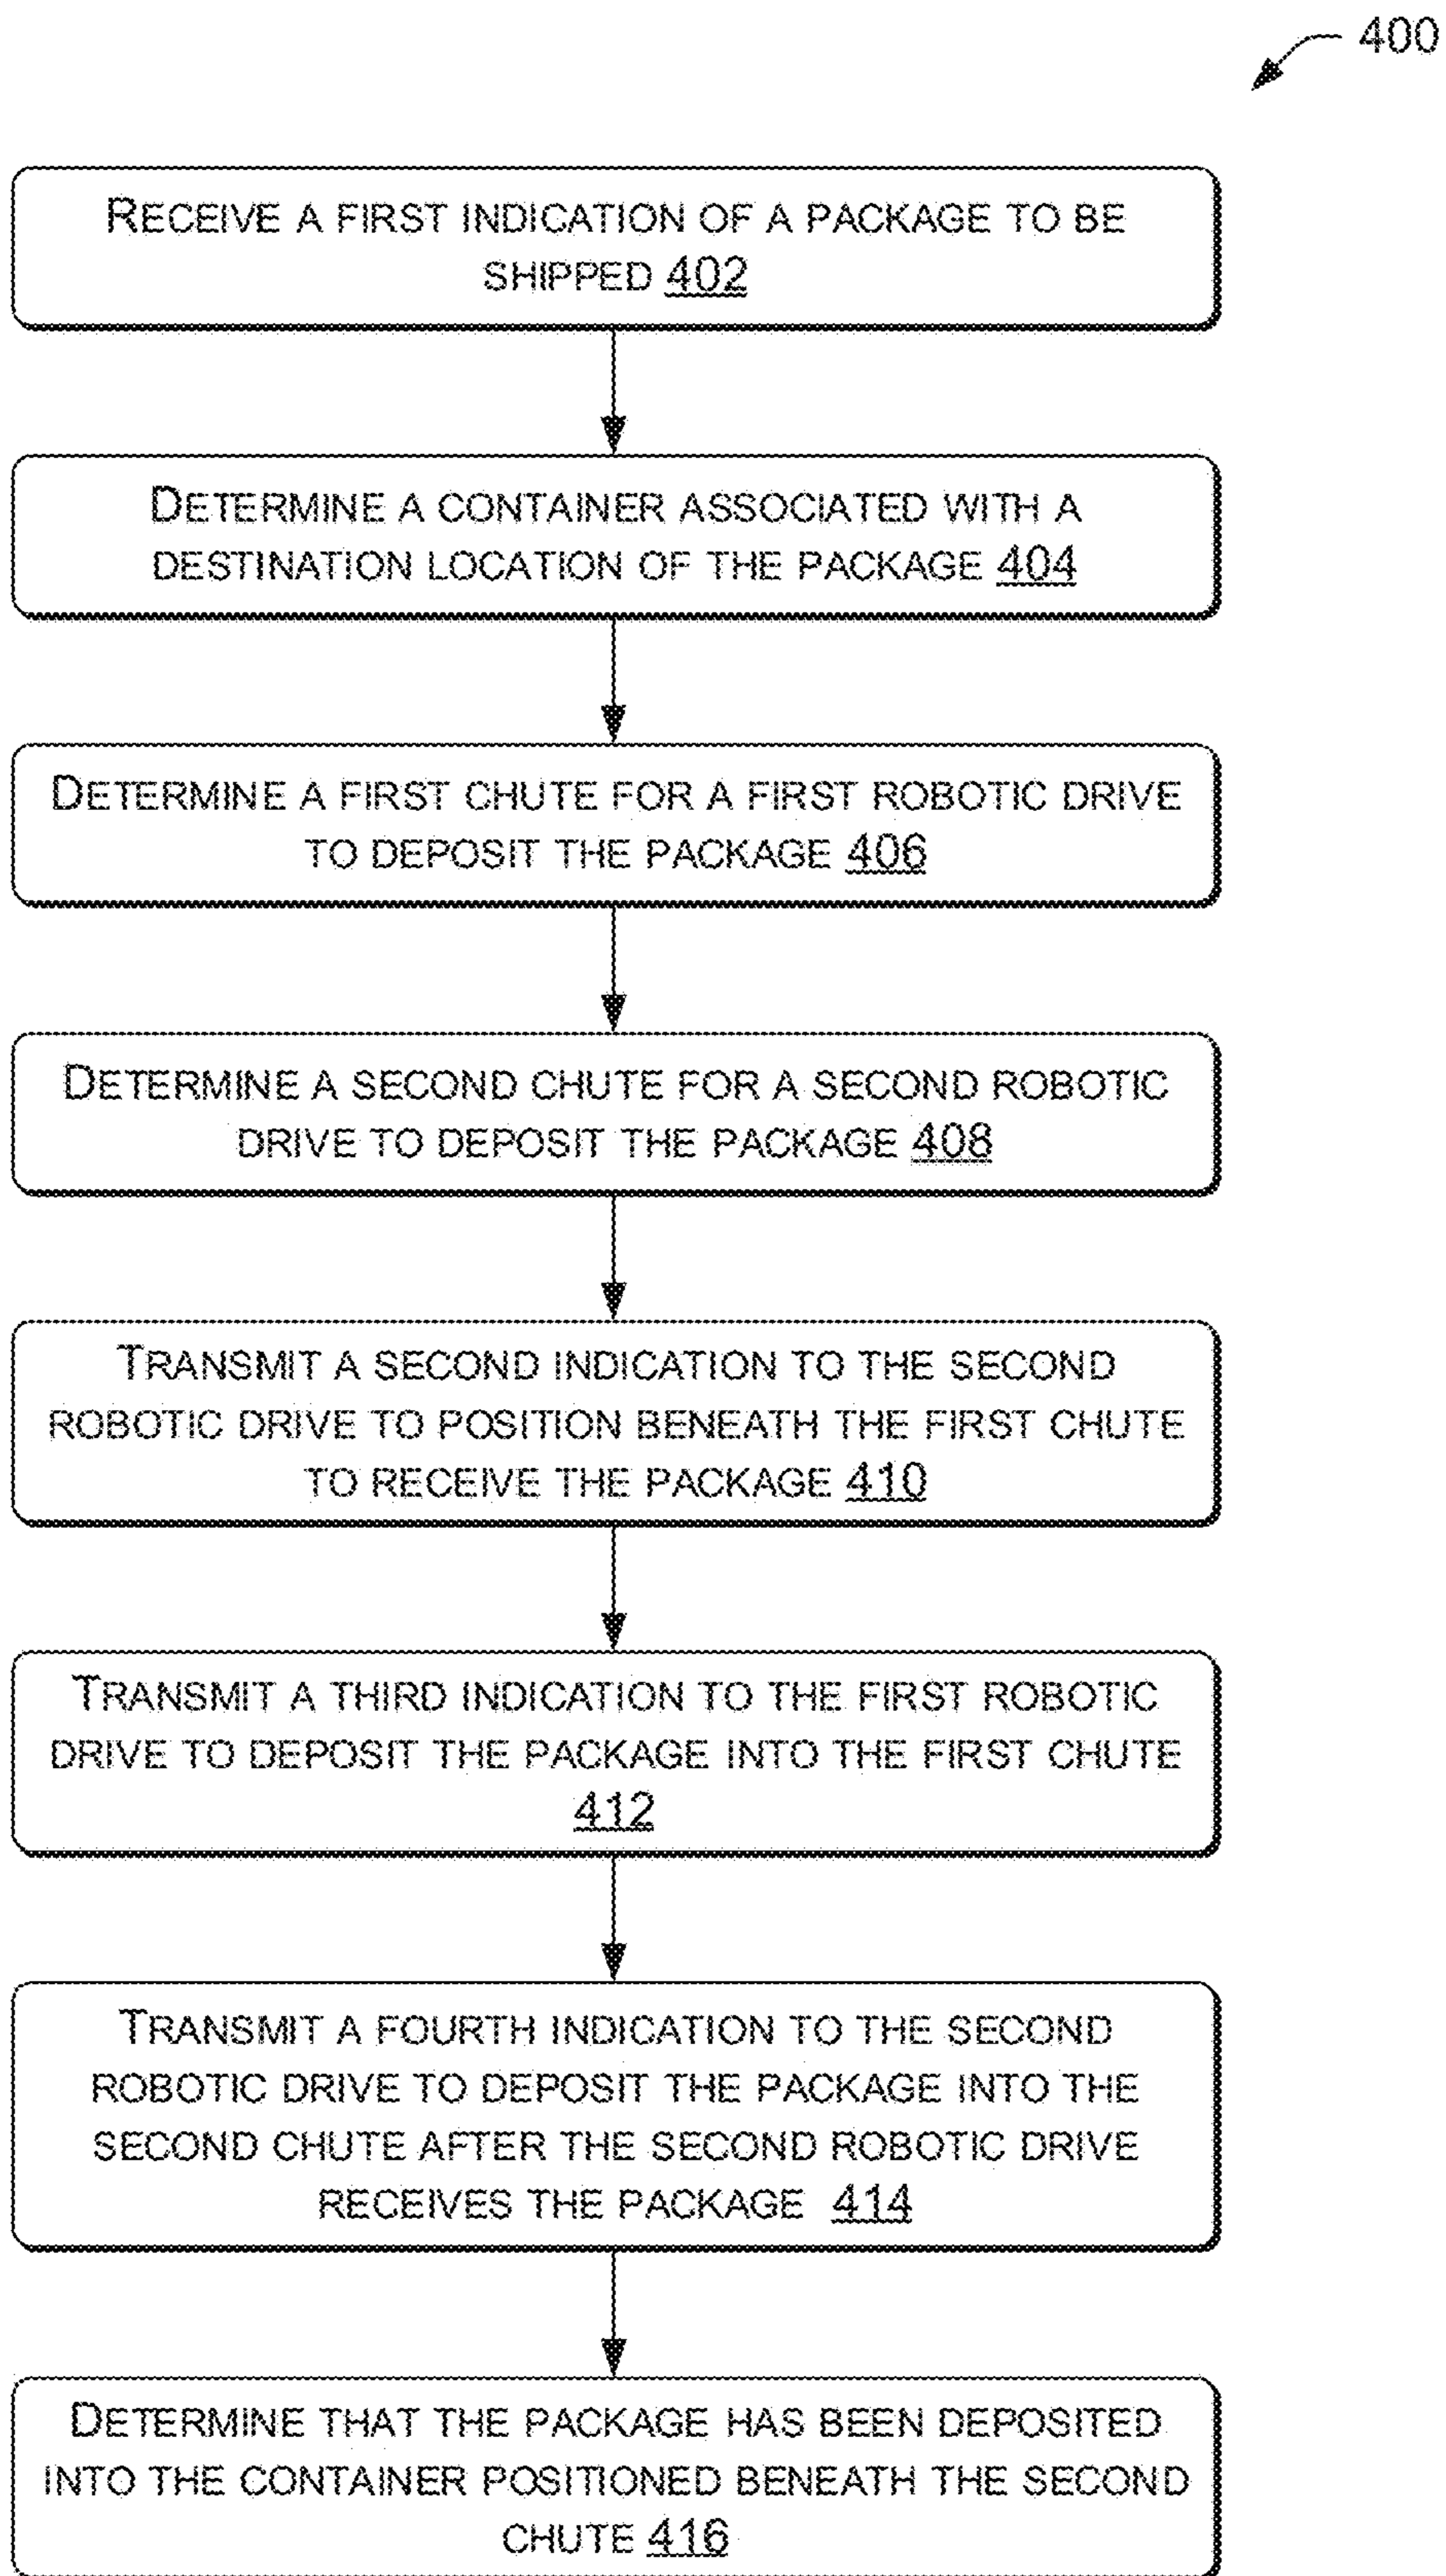 400
RECEIVE A FIRST INDICATION OF A PACKAGE TO BE
SHIPPED 402
DETERMINE A CONTAINER ASSOCIATED WITH A
DESTINATION LOCATION OF THE PACKAGE 404
DETERMINE A FIRST CHUTE FOR A FIRST ROBOTIC DRIVE
TO DEPOSIT THE PACKAGE 406
DETERMINE A SECOND CHUTE FOR A SECOND ROBOTIC
DRIVE TO DEPOSIT THE PACKAGE 408
TRANSMIT A SECOND INDICATION TO THE SECOND
ROBOTIC DRIVE TO POSITION BENEATH THE FIRST CHUTE
TO RECEIVE THE PACKAGE 410
TRANSMIT A THIRD INDICATION TO THE FIRST ROBOTIC
DRIVE TO DEPOSIT THE PACKAGE INTO THE FIRST CHUTE
412
TRANSMIT A FOURTH INDICATION TO THE SECOND
ROBOTIC DRIVE TO DEPOSIT THE PACKAGE INTO THE
SECOND CHUTE AFTER THE SECOND ROBOTIC DRIVE
RECEIVES THE PACKAGE 414
DETERMINE THAT THE PACKAGE HAS BEEN DEPOSITED
INTO THE CONTAINER POSITIONED BENEATH THE SECOND
CHUTE 416